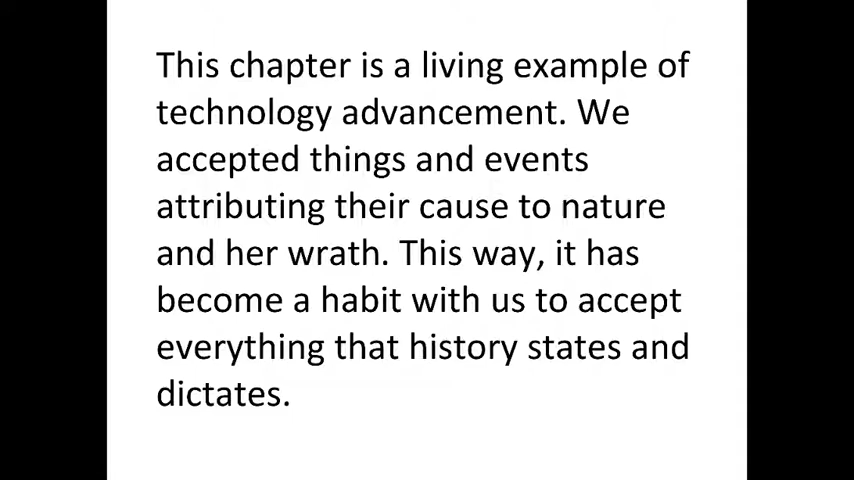 This chapter is a living example of
technology advancement. We
accepted things and events
attributing their cause to nature
and her wrath. This way, it has
become a habit with us to accept
everything that history states and
dictates.